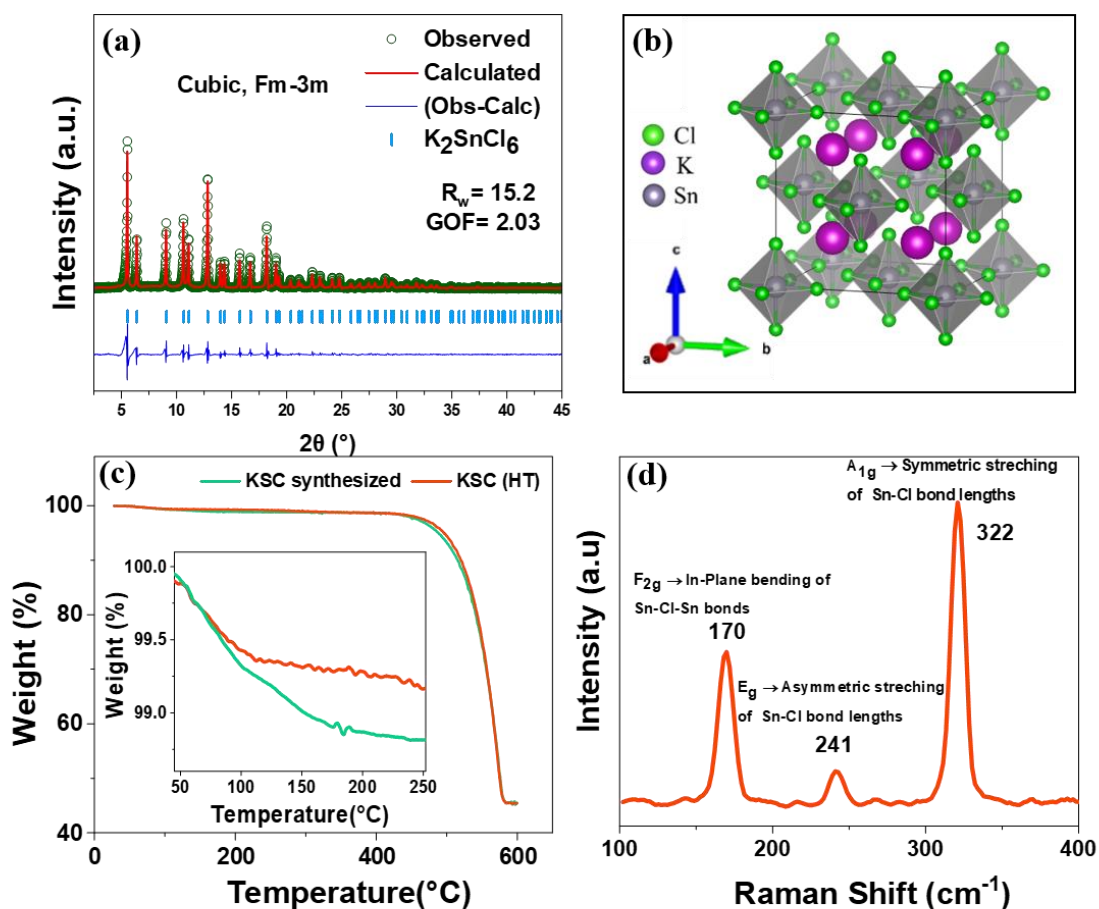 (a)
Observed
Calculated
(Obs-Calc)
K2SnCl6
Cubic, Fm-3m
Rw= 15.2
GOF= 2.03
Intensity (a.u.)
5 10 15 20 25 30 35 40 45
2θ (°)
(b)
Cl
K
Sn
c
a
b
(c)
KSC synthesized
KSC (HT)
Weight (%)
100
80
60
40
0 200 400 600
Temperature(°C)
Weight (%)
100.0
99.5
99.0
50 100 150 200 250
Temperature(°C)
(d)
A1g → Symmetric streching
of Sn-Cl bond lengths
322
F2g → In-Plane bending of
Sn-Cl-Sn bonds
170
Eg → Asymmetric streching
of Sn-Cl bond lengths
241
Intensity (a.u)
100 200 300 400
Raman Shift (cm-1)